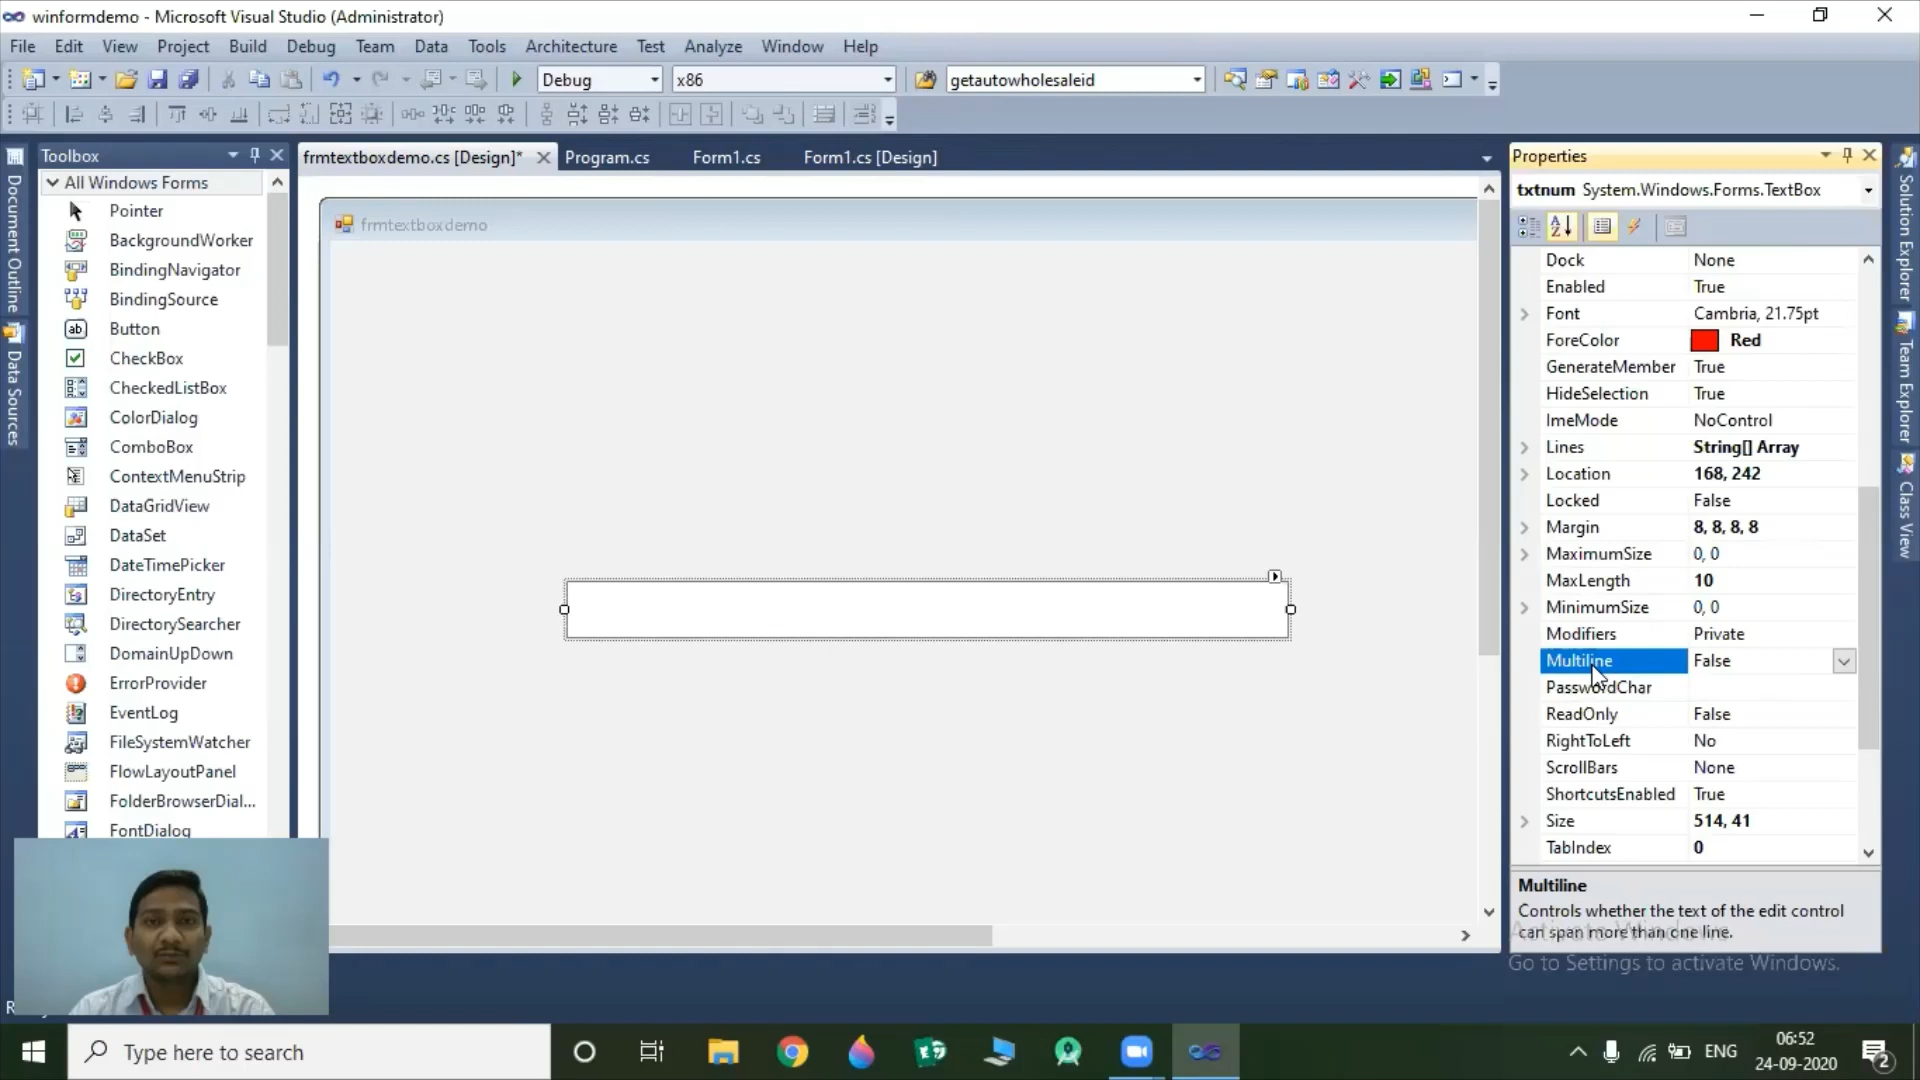 winformdemo - Microsoft Visual Studio (Administrator)
File Edit View Project Build Debug Team Data Tools Architecture Test Analyze Window Help
Debug x86 getautowholesaleid
Toolbox
All Windows Forms
Pointer
BackgroundWorker
BindingNavigator
BindingSource
Button
CheckBox
CheckedListBox
ColorDialog
ComboBox
ContextMenuStrip
DataGridView
DataSet
DateTimePicker
DirectoryEntry
DirectorySearcher
DomainUpDown
ErrorProvider
EventLog
FileSystemWatcher
FlowLayoutPanel
FolderBrowserDial...
FontDialog
Document Outline
Data Sources
frmtextboxdemo.cs [Design]* Program.cs Form1.cs Form1.cs [Design]
frmtextboxdemo
Properties
txtnum System.Windows.Forms.TextBox
Dock None
Enabled True
Font Cambria, 21.75pt
ForeColor Red
GenerateMember True
HideSelection True
ImeMode NoControl
Lines String[] Array
Location 168, 242
Locked False
Margin 8, 8, 8, 8
MaximumSize 0, 0
MaxLength 10
MinimumSize 0, 0
Modifiers Private
Multiline False
PasswordChar
ReadOnly False
RightToLeft No
ScrollBars None
ShortcutsEnabled True
Size 514, 41
TabIndex 0
Multiline
Controls whether the text of the edit control
can span more than one line.
Activate Windows
Go to Settings to activate Windows.
Solution Explorer
Team Explorer
Class View
Type here to search
ENG
06:52
24-09-2020
2